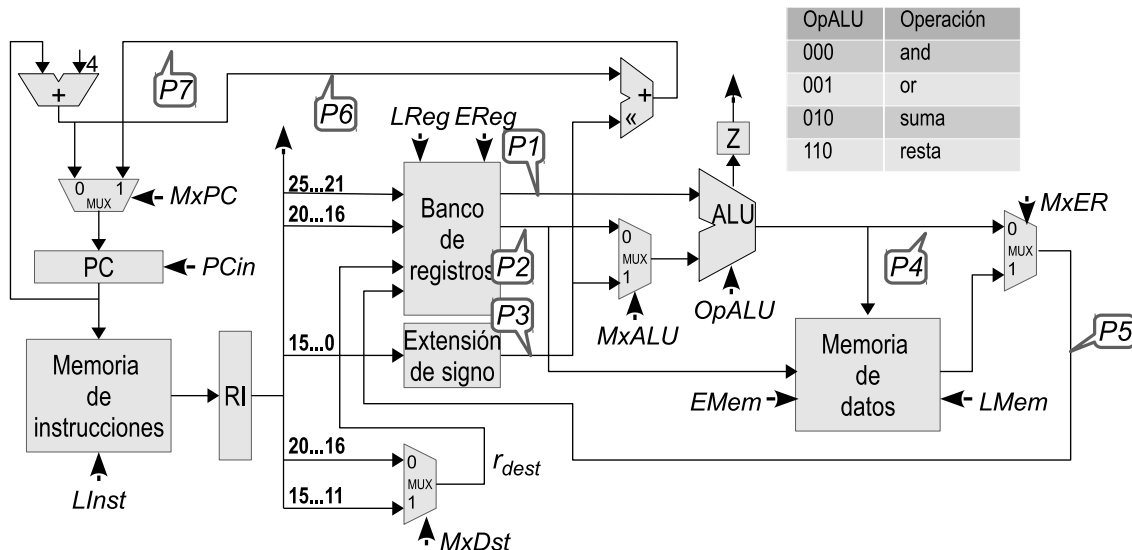 OpALU Operación
000 and
001 or
010 suma
110 resta
4
+
P7
P6
+
«
LReg EReg
P1
Z
0 1
MUX
MxPC
25...21
20...16
Banco
de
registros
P2
0
MUX
1
ALU
MxER
0
MUX
1
P4
PC
PCin
P3
MxALU
OpALU
15...0
Extensión
de signo
Memoria
de
datos
P5
EMem
LMem
Memoria
de
instrucciones
RI
LInst
20...16
15...11
0
MUX
1
rdest
MxDst